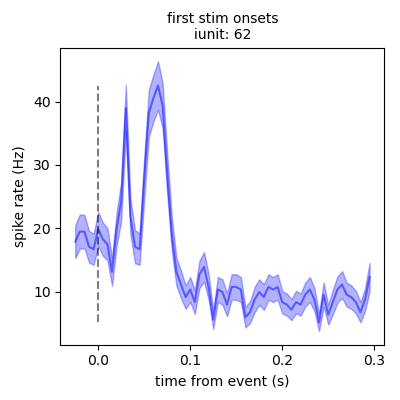 first stim onsets
iunit: 62
spike rate (Hz)
40
30
20
10
0.0
0.1
0.2
0.3
time from event (s)